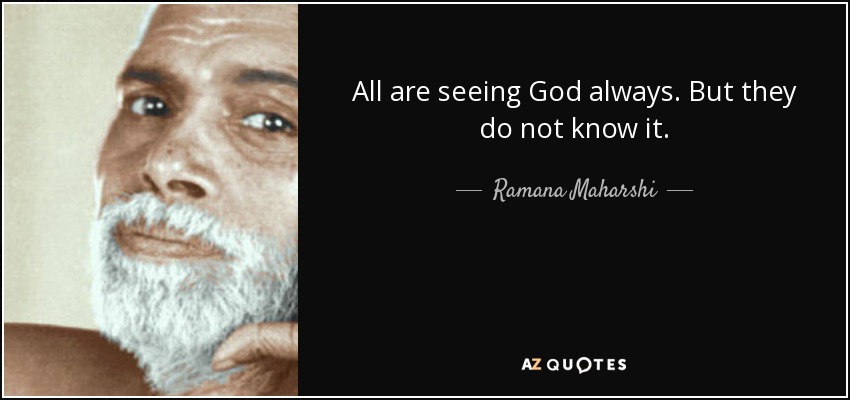 All are seeing God always. But they
do not know it.
Ramana Maharshi
AZ QUOTES